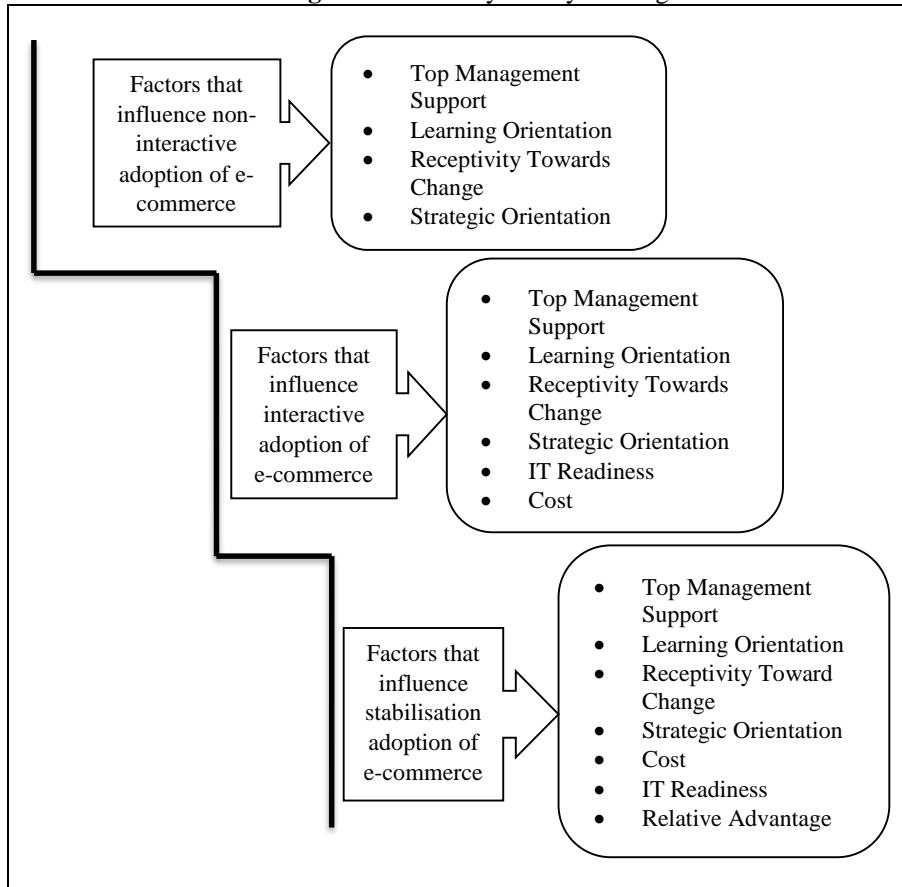 Factors that
influence non-
interactive
adoption of e-
commerce
• Top Management
Support
• Learning Orientation
• Receptivity Towards
Change
• Strategic Orientation
Factors that
influence
interactive
adoption of
e-commerce
• Top Management
Support
• Learning Orientation
• Receptivity Towards
Change
• Strategic Orientation
• IT Readiness
• Cost
Factors that
influence
stabilisation
adoption of
e-commerce
• Top Management
Support
• Learning Orientation
• Receptivity Toward
Change
• Strategic Orientation
• Cost
• IT Readiness
• Relative Advantage